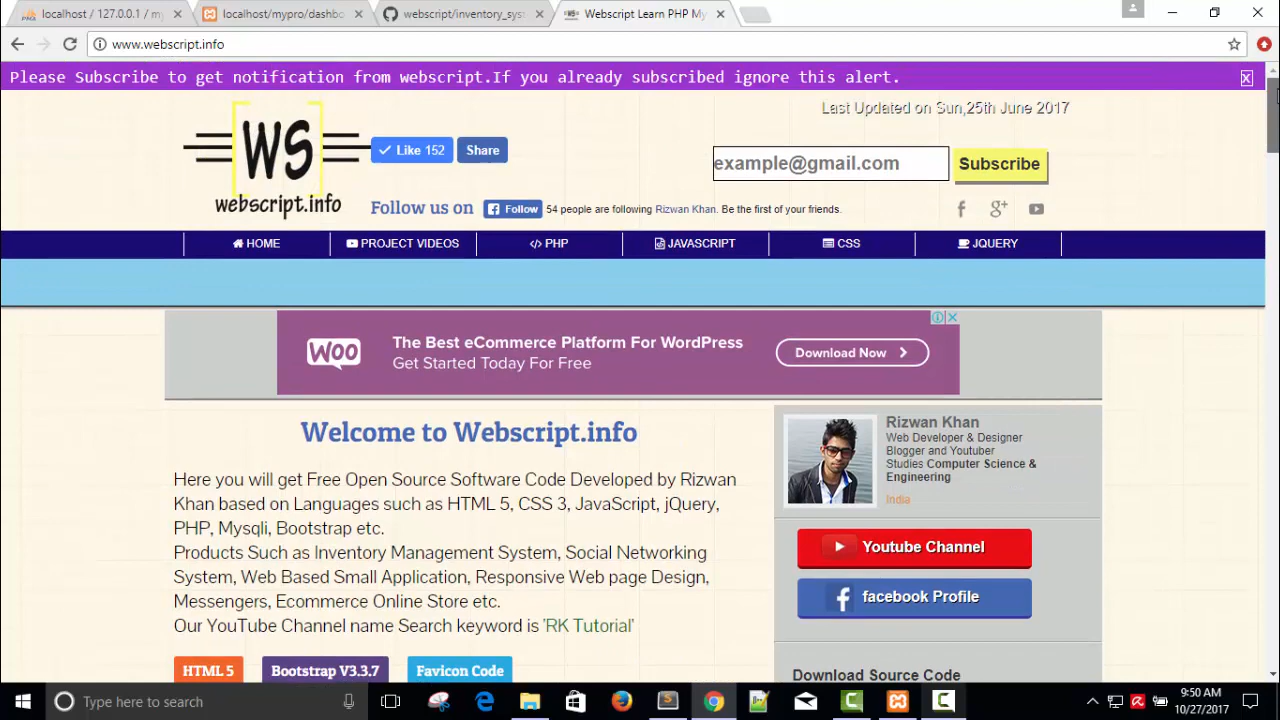 localhost / 127.0.0.1 / my
localhost/mypro/dashbo
webscript/inventory_sys
Webscript Learn PHP My
www.webscript.info
Please Subscribe to get notification from webscript.If you already subscribed ignore this alert.
X
Last Updated on Sun,25th June 2017
WS
webscript.info
Like 152
Share
example@gmail.com
Subscribe
Follow us on
Follow
54 people are following Rizwan Khan. Be the first of your friends.
HOME
PROJECT VIDEOS
PHP
JAVASCRIPT
CSS
JQUERY
WOO
The Best eCommerce Platform For WordPress
Get Started Today For Free
Download Now
Welcome to Webscript.info
Here you will get Free Open Source Software Code Developed by Rizwan
Khan based on Languages such as HTML 5, CSS 3, JavaScript, jQuery,
PHP, Mysqli, Bootstrap etc.
Products Such as Inventory Management System, Social Networking
System, Web Based Small Application, Responsive Web page Design,
Messengers, Ecommerce Online Store etc.
Our YouTube Channel name Search keyword is 'RK Tutorial'
HTML 5
Bootstrap V3.3.7
Favicon Code
Rizwan Khan
Web Developer & Designer
Blogger and Youtuber
Studies Computer Science &
Engineering
India
Youtube Channel
facebook Profile
Download Source Code
Type here to search
9:50 AM
10/27/2017